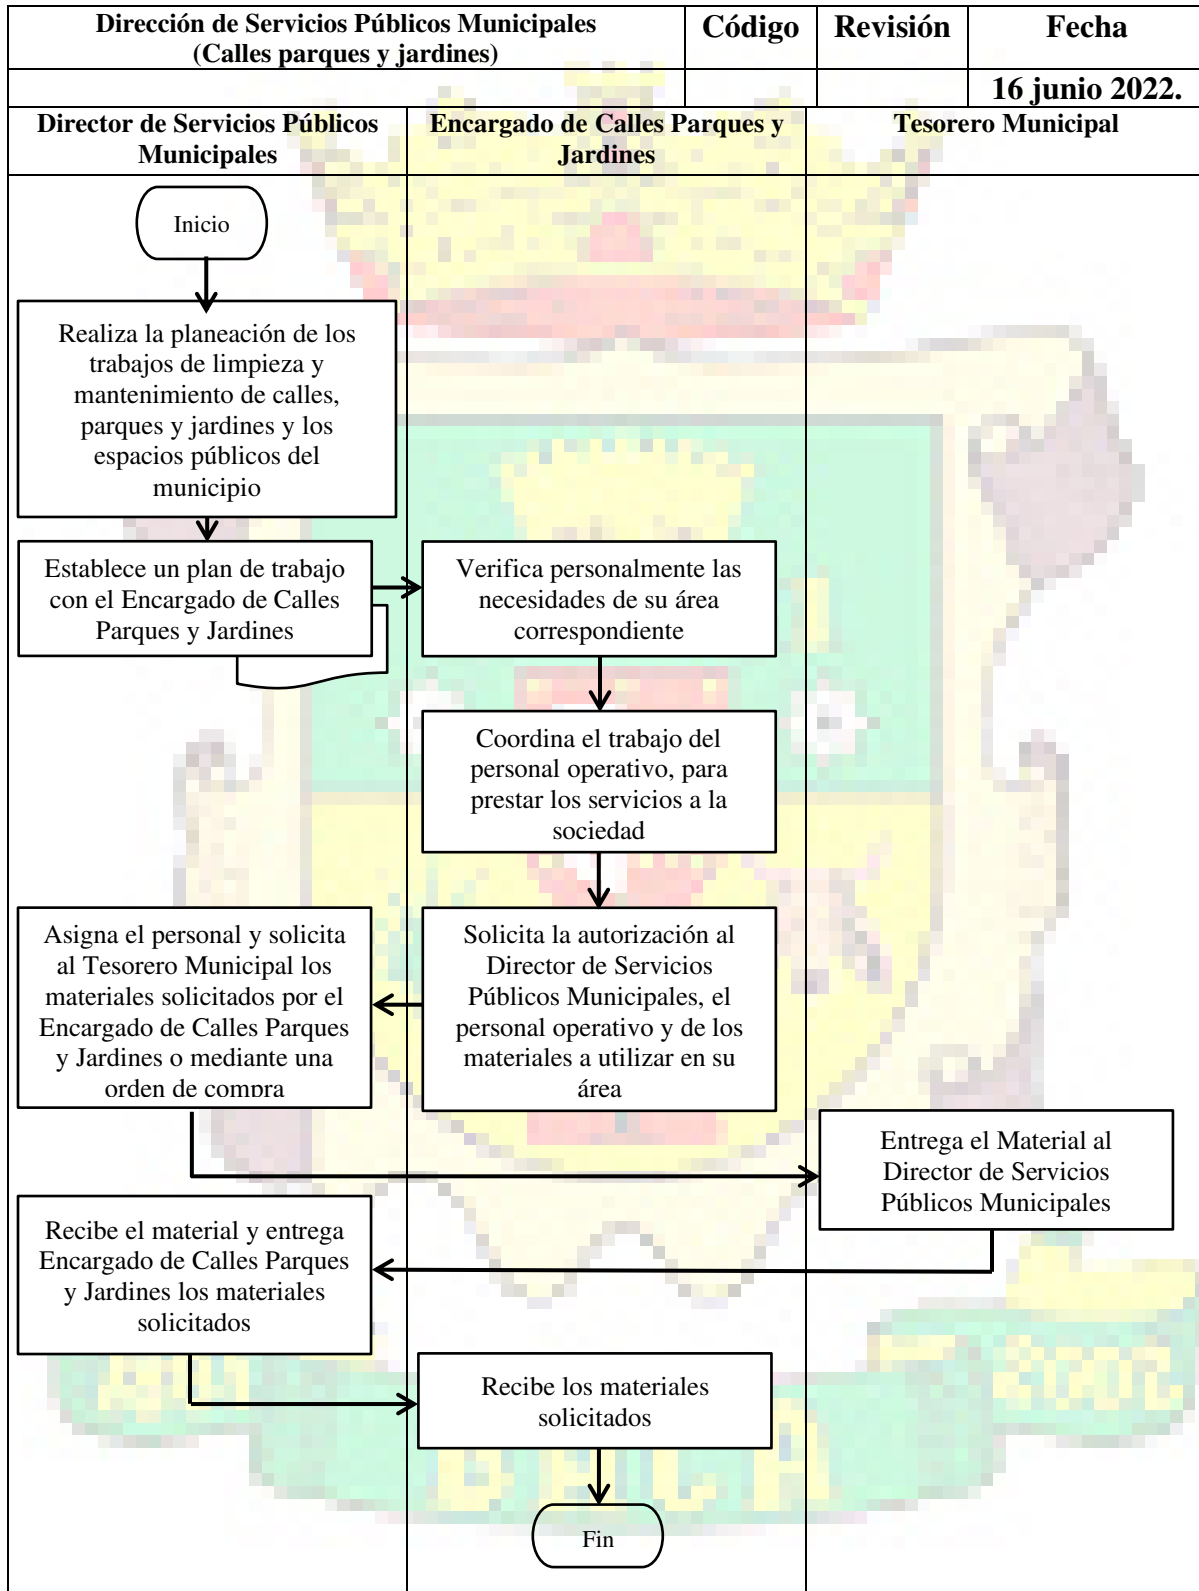 Dirección de Servicios Públicos Municipales
(Calles parques y jardines)
Código
Revisión
Fecha
16 junio 2022.
Director de Servicios Públicos
Municipales
Encargado de Calles Parques y
Jardines
Tesorero Municipal
Inicio
Realiza la planeación de los
trabajos de limpieza y
mantenimiento de calles,
parques y jardines y los
espacios públicos del
municipio
Establece un plan de trabajo
con el Encargado de Calles
Parques y Jardines
Verifica personalmente las
necesidades de su área
correspondiente
Coordina el trabajo del
personal operativo, para
prestar los servicios a la
sociedad
Asigna el personal y solicita
al Tesorero Municipal los
materiales solicitados por el
Encargado de Calles Parques
y Jardines o mediante una
orden de compra
Solicita la autorización al
Director de Servicios
Públicos Municipales, el
personal operativo y de los
materiales a utilizar en su
área
Entrega el Material al
Director de Servicios
Públicos Municipales
Recibe el material y entrega
Encargado de Calles Parques
y Jardines los materiales
solicitados
Recibe los materiales
solicitados
Fin